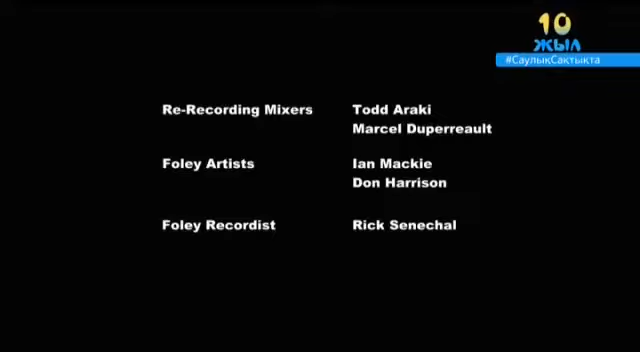 10
ЖЫЛ
#СаулықСақтықта
Re-Recording Mixers Todd Araki
Marcel Duperreault
Foley Artists Ian Mackie
Don Harrison
Foley Recordist Rick Senechal